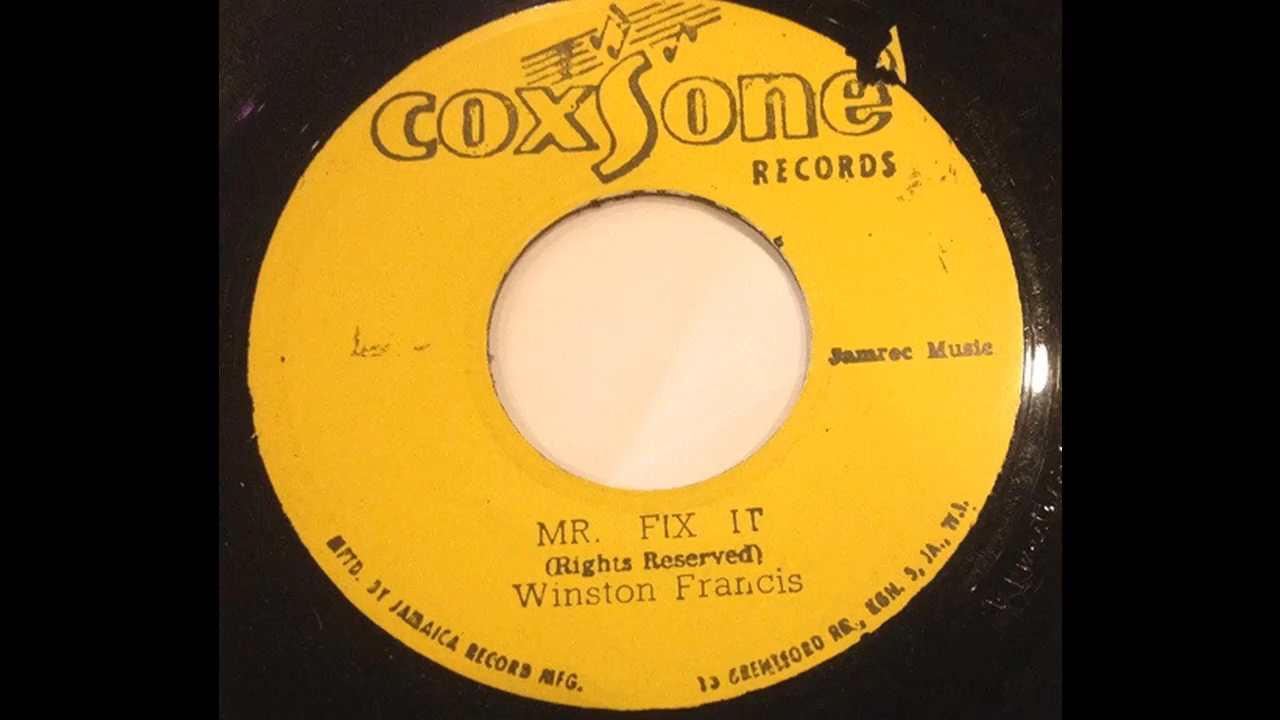 coxsone
RECORDS
Jamrec Music
MR. FIX IT
(Rights Reserved)
Winston Francis
MFTD. BY JAMAICA RECORD MFG.
13 BRENTFORD RD., KGN. 5, JA., W.I.